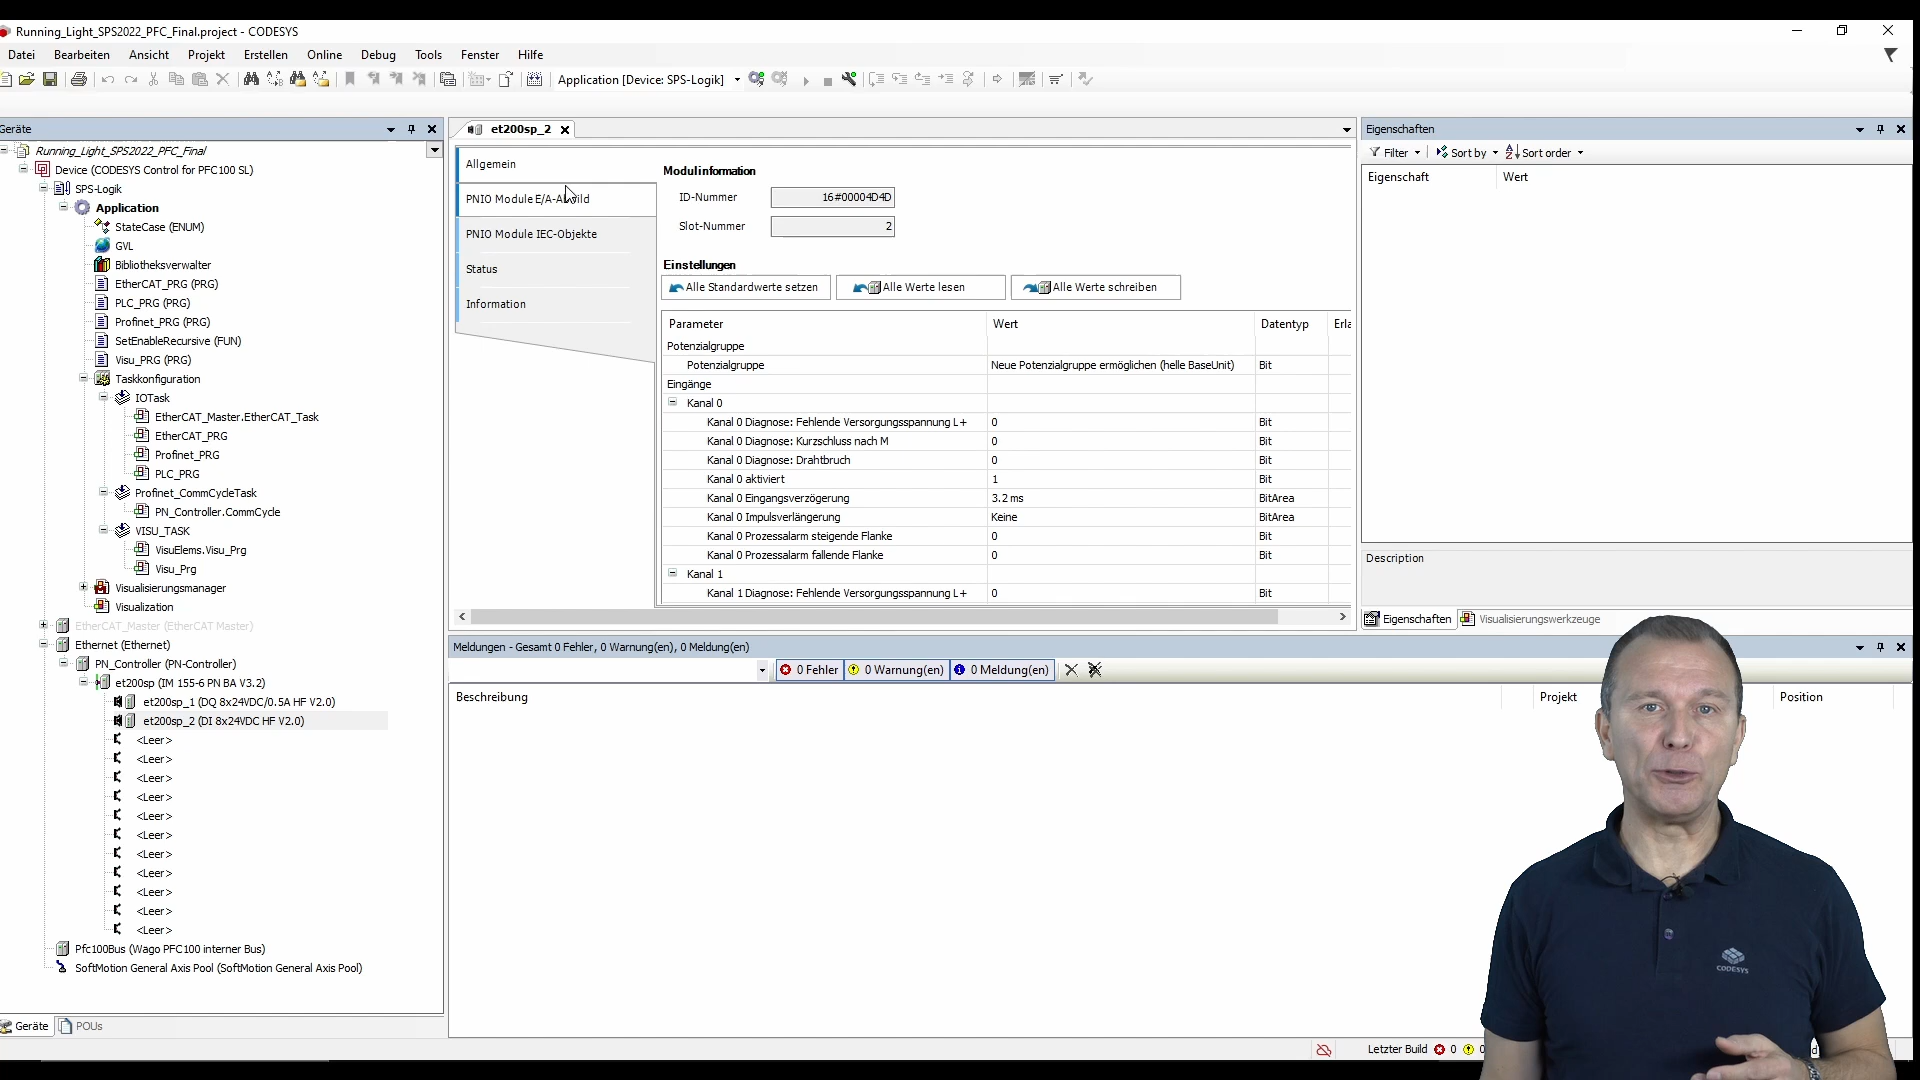 Running_Light_SPS2022_PFC_Final.project - CODESYS
Datei Bearbeiten Ansicht Projekt Erstellen Online Debug Tools Fenster Hilfe
Application [Device: SPS-Logik]
Geräte
Running_Light_SPS2022_PFC_Final
Device (CODESYS Control for PFC100 SL)
SPS-Logik
Application
StateCase (ENUM)
GVL
Bibliotheksverwalter
EtherCAT_PRG (PRG)
PLC_PRG (PRG)
Profinet_PRG (PRG)
SetEnableRecursive (FUN)
Visu_PRG (PRG)
Taskkonfiguration
IOTask
EtherCAT_Master.EtherCAT_Task
EtherCAT_PRG
Profinet_PRG
PLC_PRG
Profinet_CommCycleTask
PN_Controller.CommCycle
VISU_TASK
VisuElems.Visu_Prg
Visu_Prg
Visualisierungsmanager
Visualization
EtherCAT_Master (EtherCAT Master)
Ethernet (Ethernet)
PN_Controller (PN-Controller)
et200sp (IM 155-6 PN BA V3.2)
et200sp_1 (DQ 8x24VDC/0.5A HF V2.0)
et200sp_2 (DI 8x24VDC HF V2.0)
<Leer>
<Leer>
<Leer>
<Leer>
<Leer>
<Leer>
<Leer>
<Leer>
<Leer>
<Leer>
<Leer>
Pfc100Bus (Wago PFC100 interner Bus)
SoftMotion General Axis Pool (SoftMotion General Axis Pool)
Geräte POUs
et200sp_2
Allgemein
PNIO Module E/A-Abbild
PNIO Module IEC-Objekte
Status
Information
Modulinformation
ID-Nummer 16#00004D4D
Slot-Nummer 2
Einstellungen
Alle Standardwerte setzen Alle Werte lesen Alle Werte schreiben
Parameter Wert Datentyp Erla
Potenzialgruppe
Potenzialgruppe Neue Potenzialgruppe ermöglichen (helle BaseUnit) Bit
Eingänge
Kanal 0
Kanal 0 Diagnose: Fehlende Versorgungsspannung L+ 0 Bit
Kanal 0 Diagnose: Kurzschluss nach M 0 Bit
Kanal 0 Diagnose: Drahtbruch 0 Bit
Kanal 0 aktiviert 1 Bit
Kanal 0 Eingangsverzögerung 3.2 ms BitArea
Kanal 0 Impulsverlängerung Keine BitArea
Kanal 0 Prozessalarm steigende Flanke 0 Bit
Kanal 0 Prozessalarm fallende Flanke 0 Bit
Kanal 1
Kanal 1 Diagnose: Fehlende Versorgungsspannung L+ 0 Bit
Eigenschaften
Filter Sort by Sort order
Eigenschaft Wert
Description
Eigenschaften Visualisierungswerkzeuge
Meldungen - Gesamt 0 Fehler, 0 Warnung(en), 0 Meldung(en)
0 Fehler 0 Warnung(en) 0 Meldung(en)
Beschreibung Projekt Position
CODESYS
Letzter Build 0 0